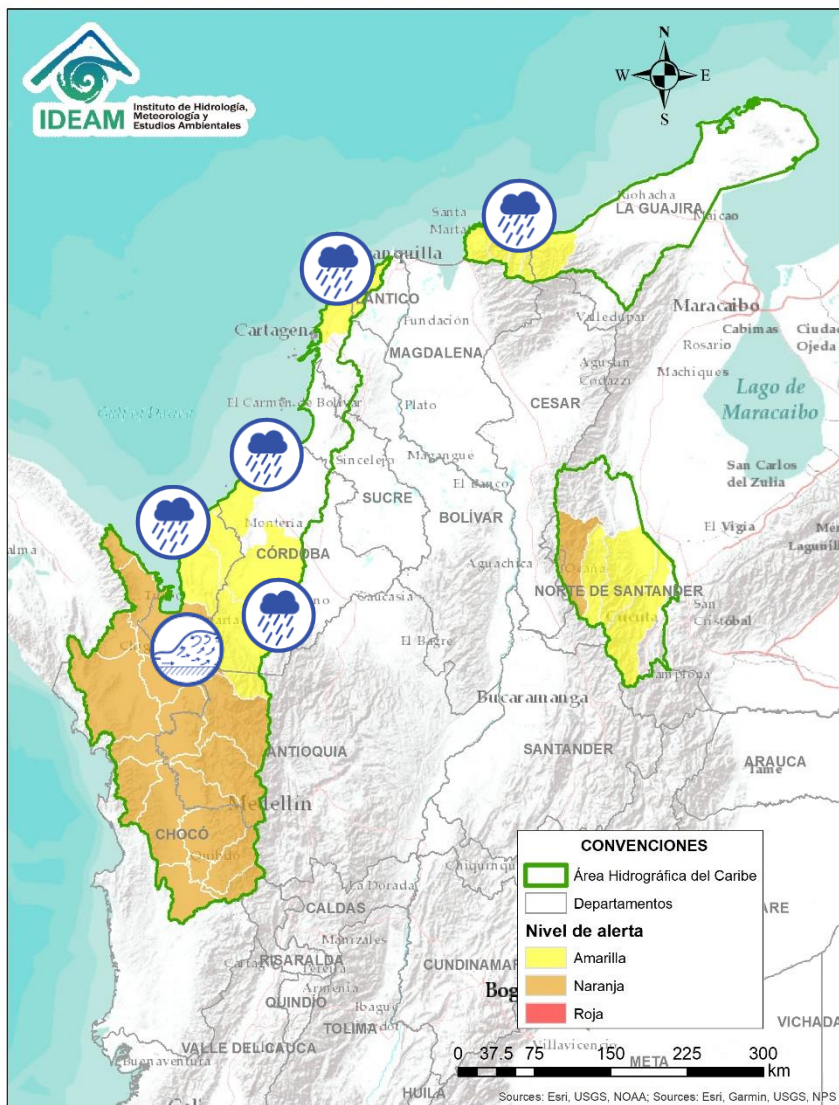 IDEAM
Instituto de Hidrología,
Meteorología y
Estudios Ambientales
N
W
E
S
Riohacha
LA GUAJIRA
Maicao
Santa
Marta
Cartagena
Fundación
MAGDALENA
Valledupar
Maracaibo
Cabimas
Ciudad
Ojeda
Rosario
Machiques
Agustín
Codazzi
Lago de
Maracaibo
El Carmen de Bolívar
Plato
CESAR
Sincelejo
Magangue
San Carlos
del Zulia
SUCRE
El Banco
BOLÍVAR
Montería
CÓRDOBA
El Vigía
Aguachica
Ocaña
NORTE DE SANTANDER
Caucasia
San
Cristóbal
Cúcuta
El Bagre
Bucaramanga
Pamplona
ANTIOQUIA
SANTANDER
ARAUCA
Tame
Medellín
CHOCÓ
Quibdó
La Dorada
CALDAS
Manizales
RISARALDA
Pereira
Armenia
QUINDÍO
Ibagué
TOLIMA
VALLE DEL CAUCA
Buenaventura
HUILA
Villavicencio
META
VICHADA
CONVENCIONES
Área Hidrográfica del Caribe
Departamentos
Nivel de alerta
Amarilla
Naranja
Roja
0 37.5 75 150 225 300
km
Sources: Esri, USGS, NOAA; Sources: Esri, Garmin, USGS, NPS